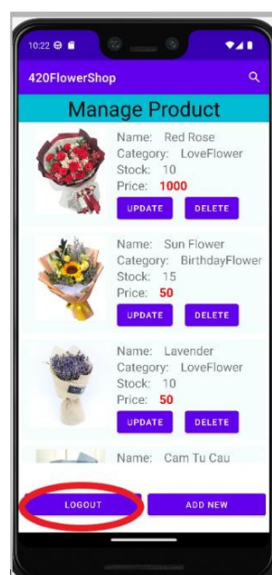 10:22
420FlowerShop
Manage Product
Name: Red Rose
Category: LoveFlower
Stock: 10
Price: 1000
UPDATE DELETE
Name: Sun Flower
Category: BirthdayFlower
Stock: 15
Price: 50
UPDATE DELETE
Name: Lavender
Category: LoveFlower
Stock: 10
Price: 50
UPDATE DELETE
Name: Cam Tu Cau
LOGOUT ADD NEW